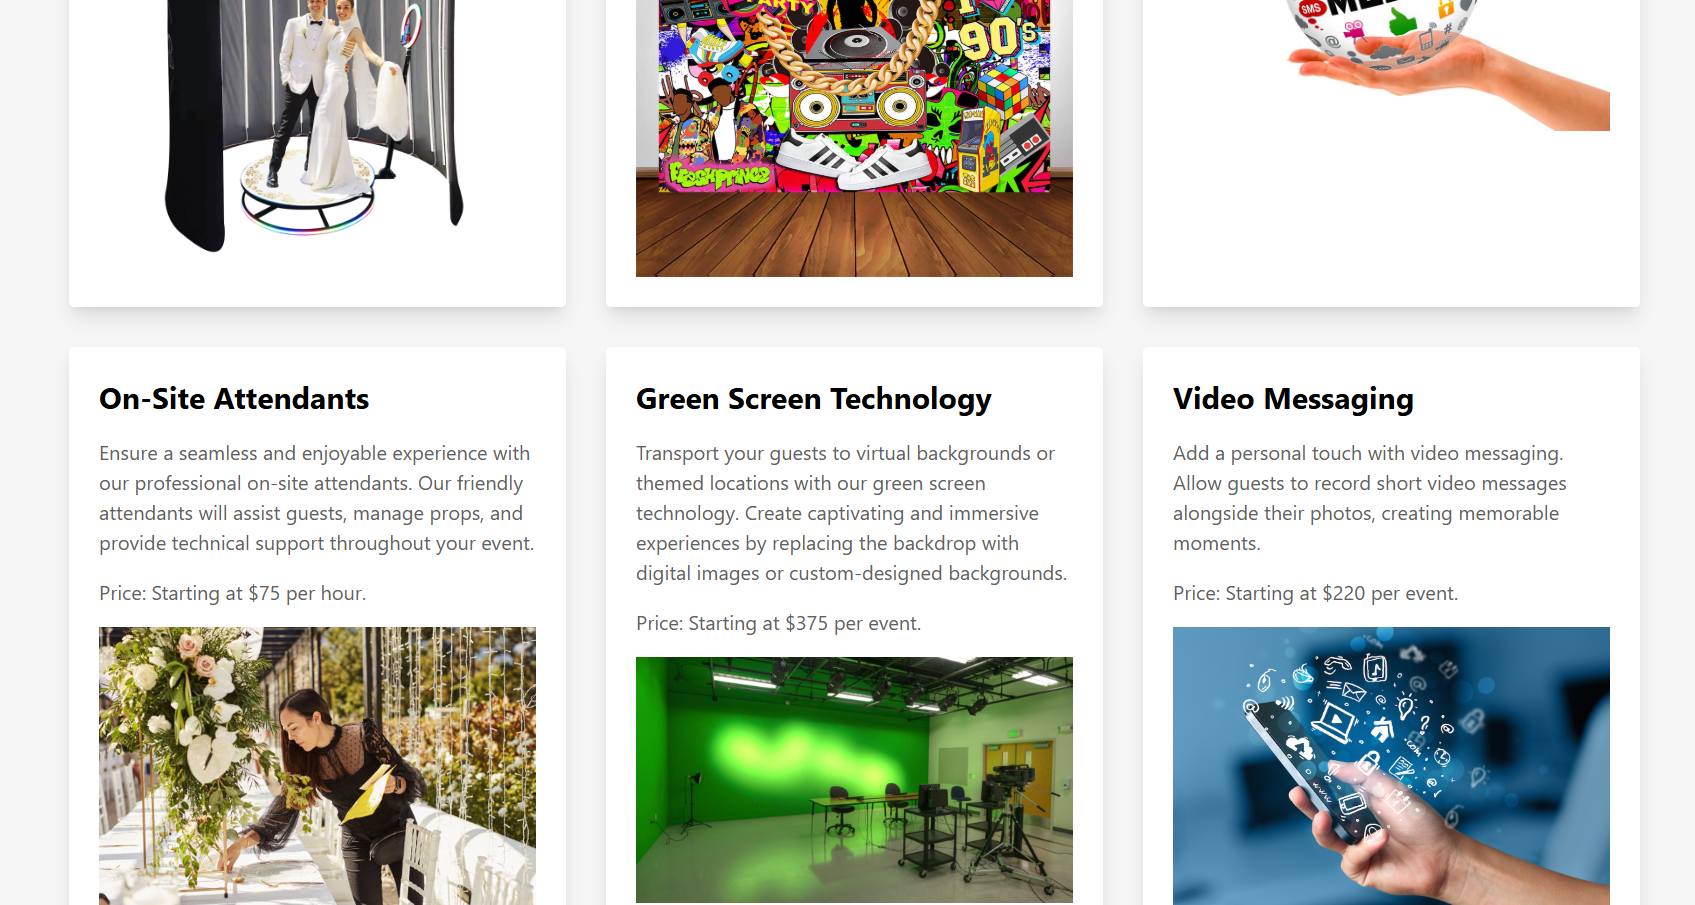 PARTY
90's
SMS
FRESH PRINCE
On-Site Attendants
Ensure a seamless and enjoyable experience with
our professional on-site attendants. Our friendly
attendants will assist guests, manage props, and
provide technical support throughout your event.
Price: Starting at $75 per hour.
Green Screen Technology
Transport your guests to virtual backgrounds or
themed locations with our green screen
technology. Create captivating and immersive
experiences by replacing the backdrop with
digital images or custom-designed backgrounds.
Price: Starting at $375 per event.
Video Messaging
Add a personal touch with video messaging.
Allow guests to record short video messages
alongside their photos, creating memorable
moments.
Price: Starting at $220 per event.
.com
www